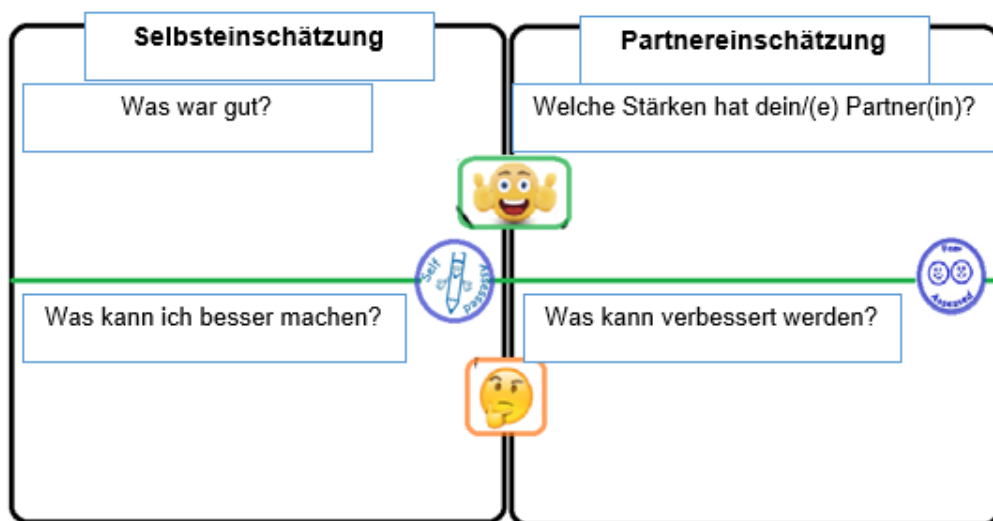 Selbsteinschätzung
Partnereinschätzung
Was war gut?
Welche Stärken hat dein/(e) Partner(in)?
Self
Assessed
Assessed
Was kann ich besser machen?
Was kann verbessert werden?